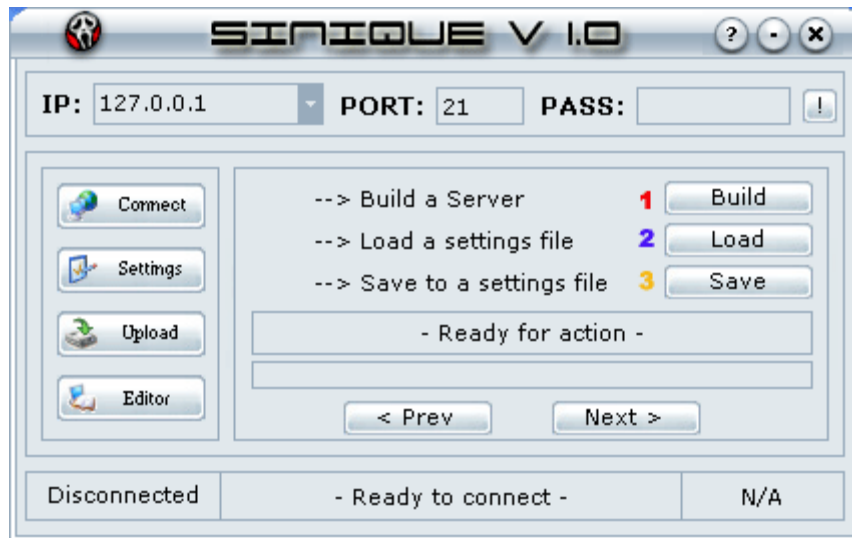 SINIQUE V 1.0 ? - x
IP: 127.0.0.1 PORT: 21 PASS: !
Connect
Settings
Upload
Editor
--> Build a Server 1 Build
--> Load a settings file 2 Load
--> Save to a settings file 3 Save
- Ready for action -
< Prev Next >
Disconnected - Ready to connect - N/A